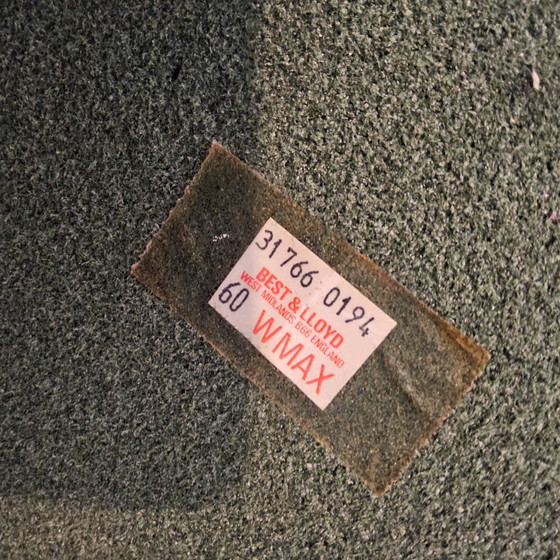 31766 0194
BEST & LLOYD
WEST MIDLANDS B66 ENGLAND
60 WMAX